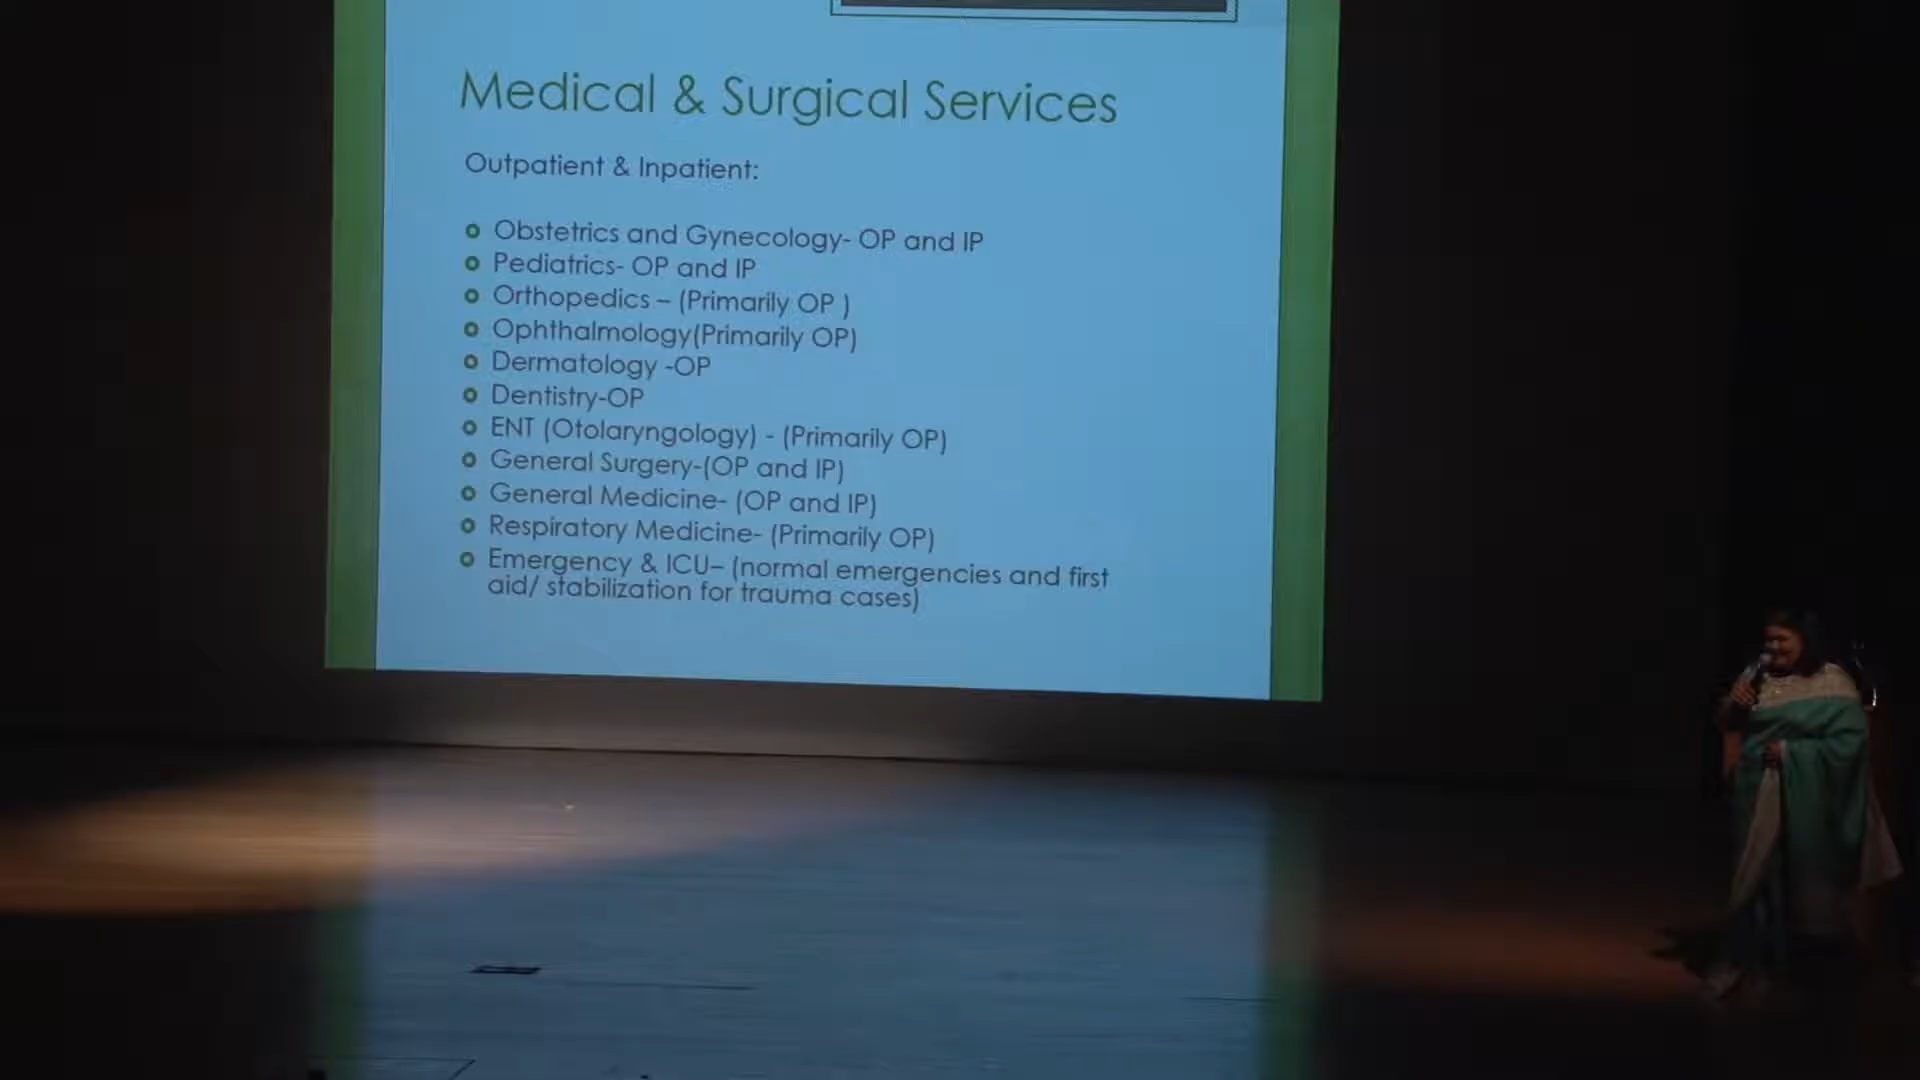 Medical & Surgical Services
Outpatient & Inpatient:
Obstetrics and Gynecology- OP and IP
Pediatrics- OP and IP
Orthopedics – (Primarily OP )
Ophthalmology(Primarily OP)
Dermatology -OP
Dentistry-OP
ENT (Otolaryngology) - (Primarily OP)
General Surgery-(OP and IP)
General Medicine- (OP and IP)
Respiratory Medicine- (Primarily OP)
Emergency & ICU– (normal emergencies and first
aid/ stabilization for trauma cases)